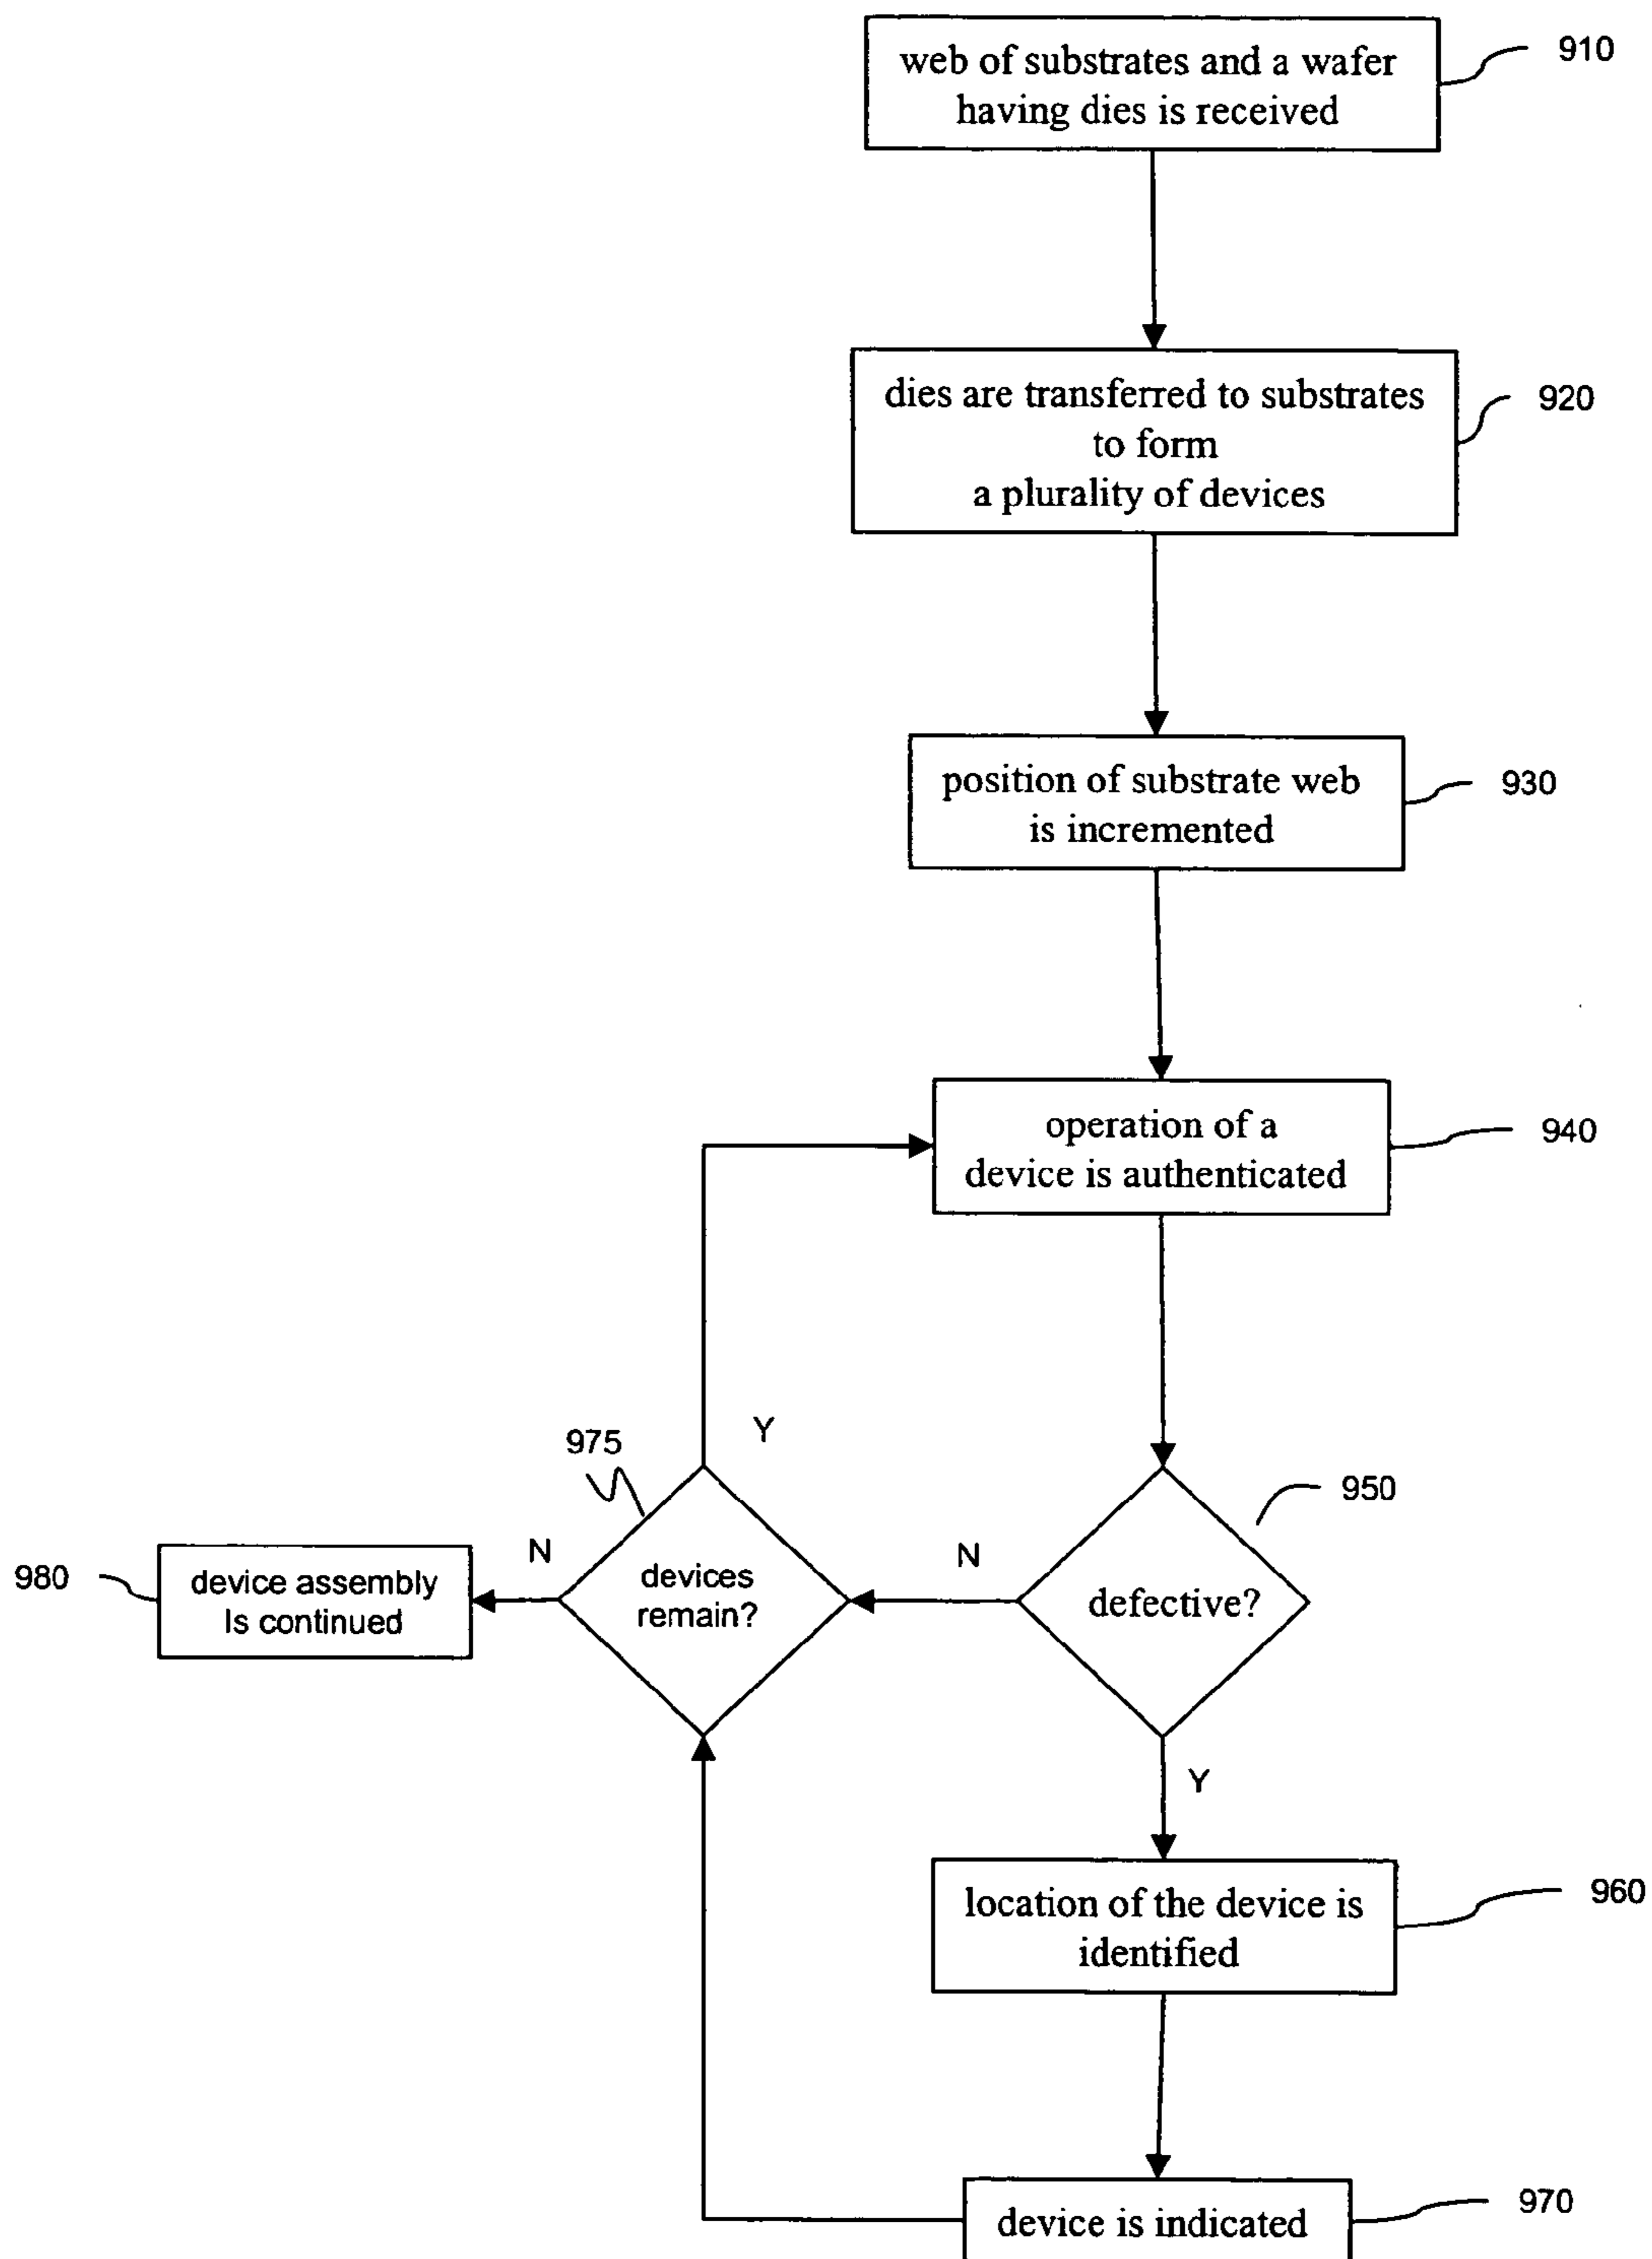 web of substrates and a wafer
having dies is received
910
dies are transferred to substrates
to form
a plurality of devices
920
position of substrate web
is incremented
930
operation of a
device is authenticated
940
Y
975
950
N
N
980
device assembly
Is continued
devices
remain?
defective?
Y
location of the device is
identified
960
device is indicated
970